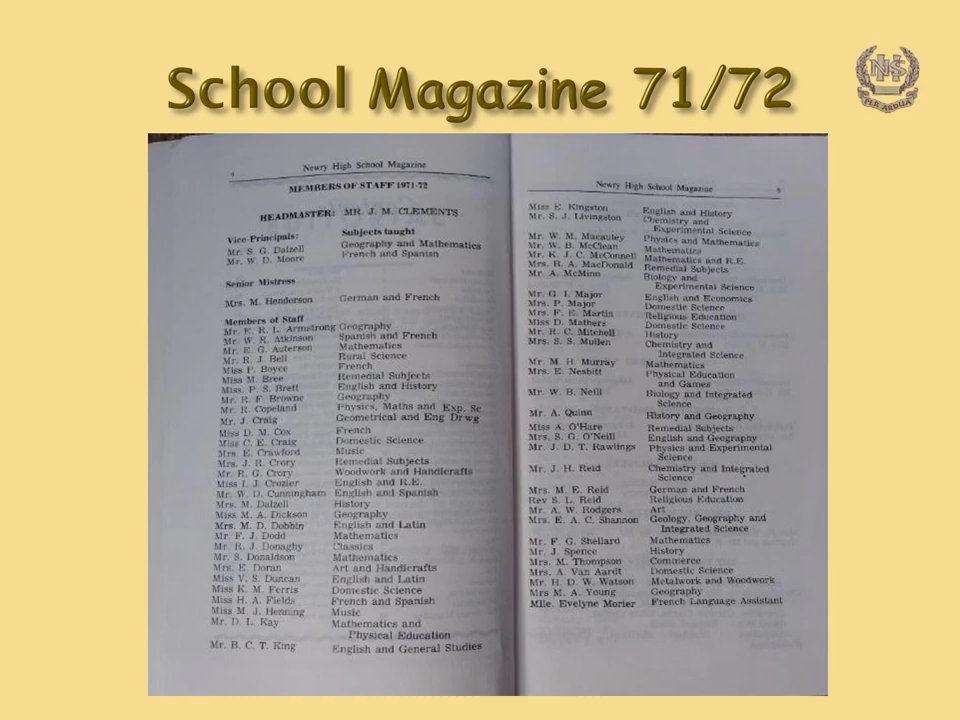 School Magazine 71/72
NHS
PER ARDUA
4 Newry High School Magazine
MEMBERS OF STAFF 1971-72
HEADMASTER: MR. J. M. CLEMENTS
Vice-Principals: Subjects taught
Mr. S. G. Dalzell Geography and Mathematics
Mr. W. D. Moore French and Spanish
Senior Mistress
Mrs. M. Henderson German and French
Members of Staff
Mr. E. R. L. Armstrong Geography
Mr. W. R. Atkinson Spanish and French
Mr. E. G. Auterson Mathematics
Mr. R. J. Bell Rural Science
Miss P. Boyce French
Miss M. Bree Remedial Subjects
Miss. P. S. Brett English and History
Mr. R. F. Browne Geography
Mr. R. Copeland Physics, Maths and Exp. Sc
Mr. J. Craig Geometrical and Eng Drwg
Miss D. M. Cox French
Miss C. E. Craig Domestic Science
Mrs. E. Crawford Music
Mrs. J. R. Crory Remedial Subjects
Mr. R. G. Crory Woodwork and Handicrafts
Miss I. J. Crozier English and R.E.
Mr. W. D. Cunningham English and Spanish
Mrs. M. Dalzell History
Miss M. A. Dickson Geography
Mrs. M. D. Dobbin English and Latin
Mr. F. J. Dodd Mathematics
Mr. R. J. Donaghy Classics
Mr. S. Donaldson Mathematics
Mrs. E. Doran Art and Handicrafts
Miss V. S. Duncan English and Latin
Miss K. M. Ferris Domestic Science
Miss H. A. Fields French and Spanish
Miss M. J. Henning Music
Mr. D. L. Kay Mathematics and
Physical Education
Mr. B. C. T. King English and General Studies
Newry High School Magazine
Miss E. Kingston English and History
Mr. S. J. Livingston Chemistry and
Experimental Science
Mr. W. M. Macauley Physics and Mathematics
Mr. W. B. McClean Mathematics
Mr. K. J. C. McConnell Mathematics and R.E.
Mrs. B. A. MacDonald Remedial Subjects
Mr. A. McMinn Biology and
Experimental Science
Mr. G. I. Major English and Economics
Mrs. P. Major Domestic Science
Mrs. F. E. Martin Religious Education
Miss D. Mathers Domestic Science
Mr. R. C. Mitchell History
Mrs. S. S. Mullen Chemistry and
Integrated Science
Mr. M. H. Murray Mathematics
Mrs. E. Nesbitt Physical Education
and Games
Mr. W. B. Neill Biology and Integrated
Science
Mr. A. Quinn History and Geography
Miss A. O'Hare Remedial Subjects
Mrs. S. G. O'Neill English and Geography
Mr. J. D. T. Rawlings Physics and Experimental
Science
Mr. J. H. Reid Chemistry and Integrated
Science
Mrs. M. E. Reid German and French
Rev S. L. Reid Religious Education
Mr. A. W. Rodgers Art
Mrs. E. A. C. Shannon Geology, Geography and
Integrated Science
Mr. F. G. Shellard Mathematics
Mr. J. Spence History
Mrs. M. Thompson Commerce
Mrs. A. Van Aardt Domestic Science
Mr. H. D. W. Watson Metalwork and Woodwork
Mrs M. A. Young Geography
Mlle. Evelyne Morier French Language Assistant